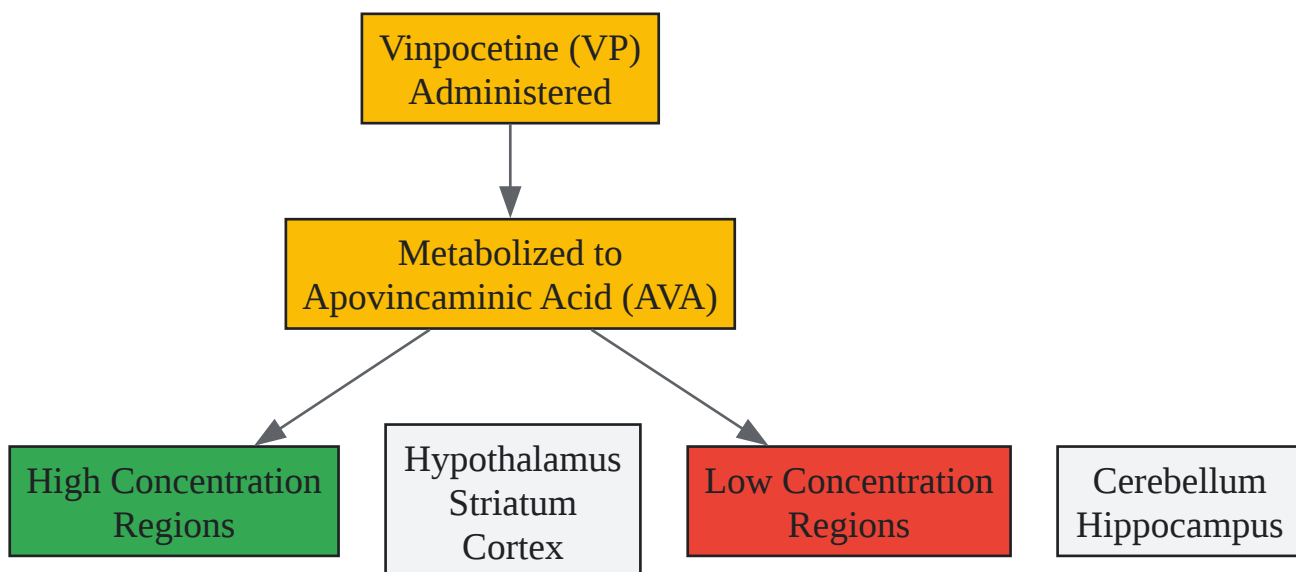 Vinpocetine (VP)
Administered
Metabolized to
Apovincaminic Acid (AVA)
High Concentration
Regions
Hypothalamus
Striatum
Cortex
Low Concentration
Regions
Cerebellum
Hippocampus